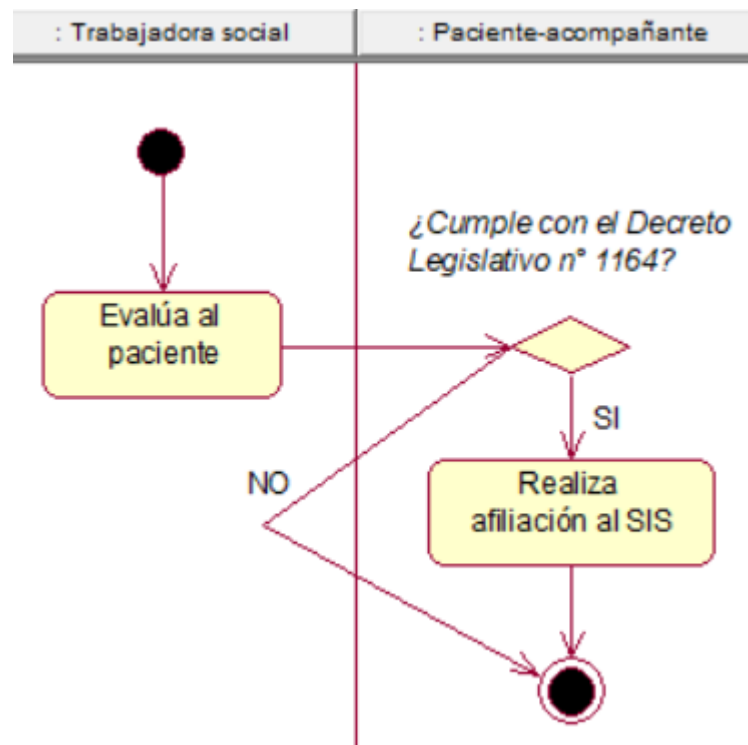 : Trabajadora social
: Paciente-acompañante
¿Cumple con el Decreto
Legislativo n° 1164?
Evalúa al
paciente
SI
NO
Realiza
afiliación al SIS